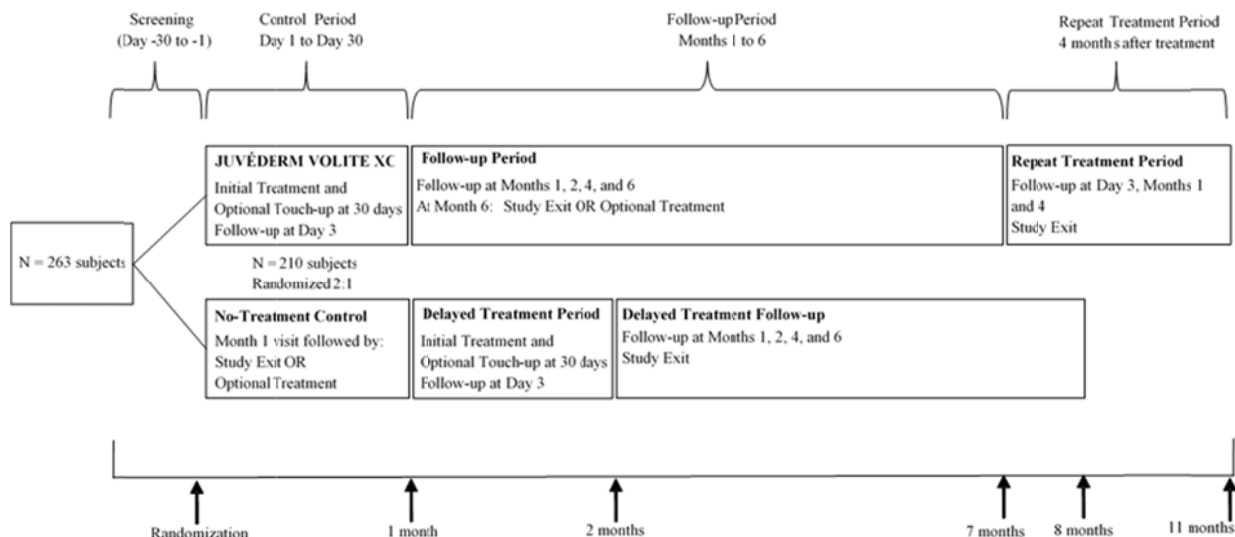 Screening
(Day -30 to -1)
Control Period
Day 1 to Day 30
Follow-up Period
Months 1 to 6
Repeat Treatment Period
4 months after treatment
JUVÉDERM VOLITE XC
Initial Treatment and
Optional Touch-up at 30 days
Follow-up at Day 3
Follow-up Period
Follow-up at Months 1, 2, 4, and 6
At Month 6: Study Exit OR Optional Treatment
Repeat Treatment Period
Follow-up at Day 3, Months 1
and 4
Study Exit
N = 263 subjects
N = 210 subjects
Randomized 2:1
No-Treatment Control
Month 1 visit followed by:
Study Exit OR
Optional Treatment
Delayed Treatment Period
Initial Treatment and
Optional Touch-up at 30 days
Follow-up at Day 3
Delayed Treatment Follow-up
Follow-up at Months 1, 2, 4, and 6
Study Exit
Randomization
1 month
2 months
7 months
8 months
11 months